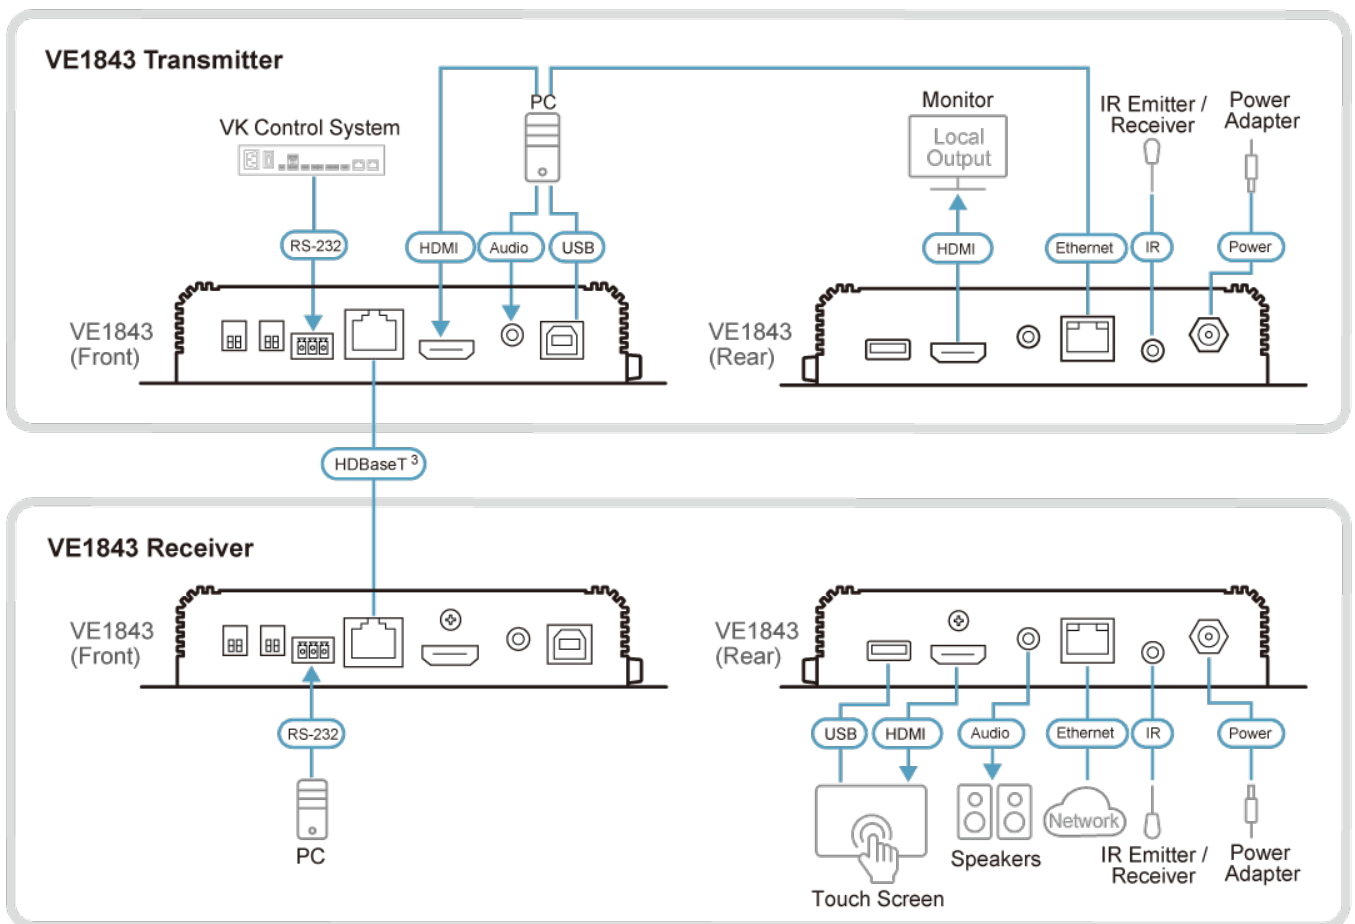 VE1843 Transmitter
PC
Monitor
IR Emitter /
Receiver
Power
Adapter
VK Control System
Local
Output
RS-232
HDMI
Audio
USB
HDMI
Ethernet
IR
Power
VE1843
(Front)
VE1843
(Rear)
HDBaseT 3
VE1843 Receiver
VE1843
(Front)
VE1843
(Rear)
RS-232
USB
HDMI
Audio
Ethernet
IR
Power
Network
PC
Speakers
IR Emitter /
Receiver
Power
Adapter
Touch Screen